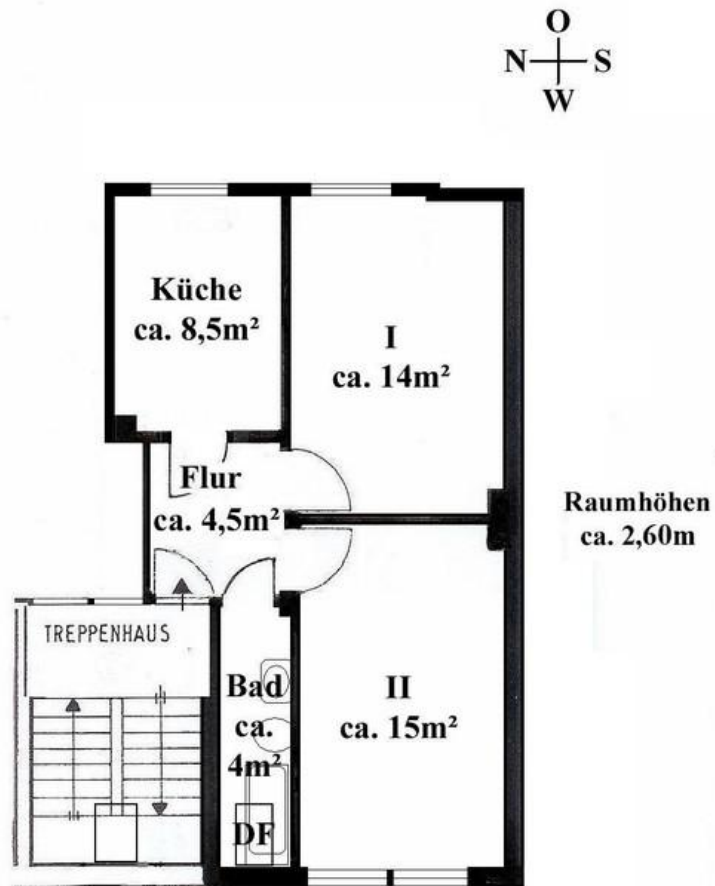 O
N S
W
Küche
ca. 8,5m²
I
ca. 14m²
Flur
ca. 4,5m²
Raumhöhen
ca. 2,60m
TREPPENHAUS
Bad
ca.
4m²
II
ca. 15m²
DF